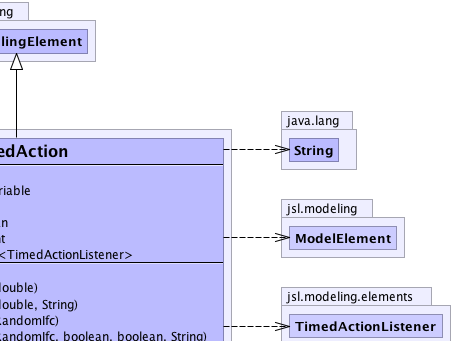 ng
lingElement
java.lang
String
edAction
riable
n
nt
<TimedActionListener>
jsl.modeling
ModelElement
double)
double, String)
andomIfc)
andomIfc, boolean, boolean, String)
jsl.modeling.elements
TimedActionListener